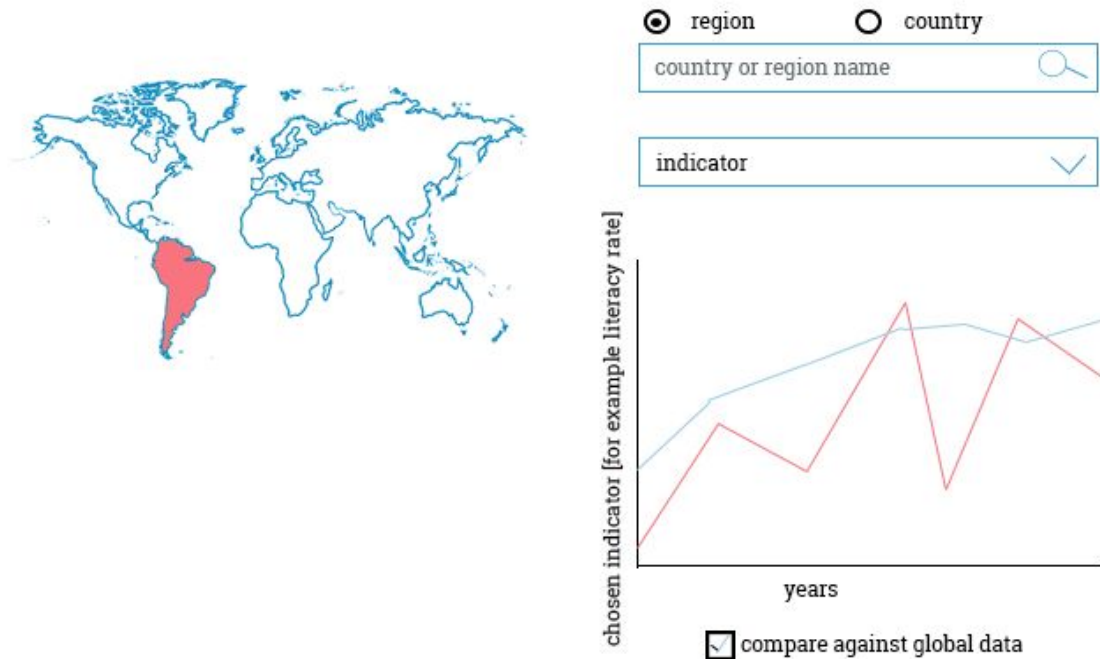 region
country
country or region name
indicator
chosen indicator [for example literacy rate]
years
compare against global data